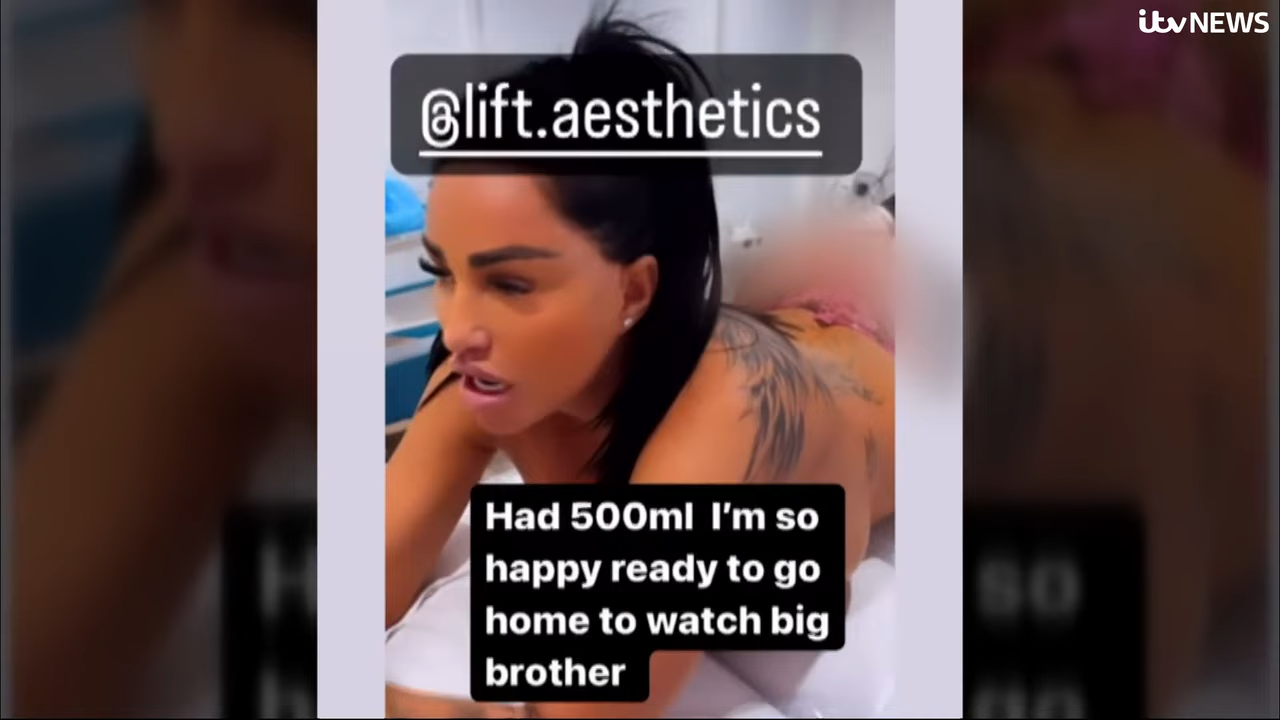 itv NEWS
@lift.aesthetics
Had 500ml I'm so
happy ready to go
home to watch big
brother